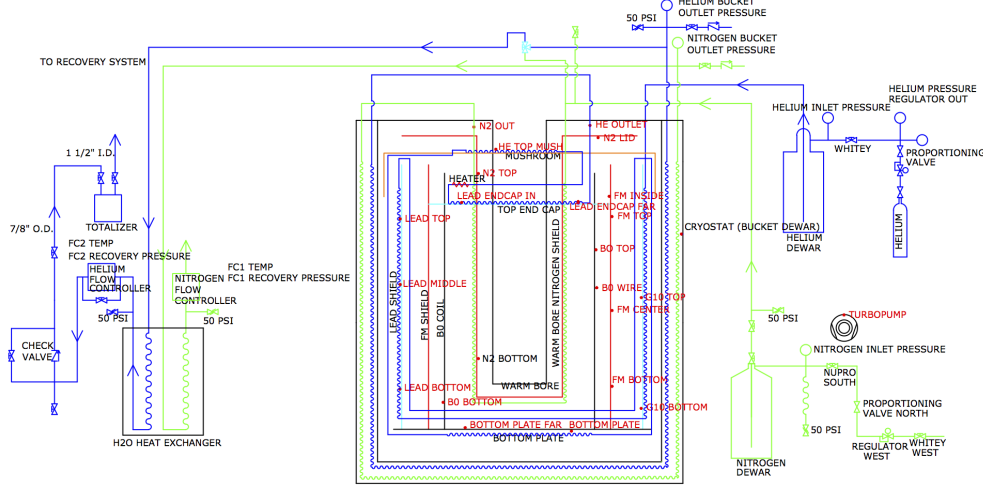 HELIUM BUCKET
OUTLET PRESSURE
50 PSI
NITROGEN BUCKET
OUTLET PRESSURE
TO RECOVERY SYSTEM
HELIUM PRESSURE
REGULATOR OUT
HELIUM INLET PRESSURE
WHITEY
PROPORTIONING
VALVE
N2 OUT
HE OUTLET
N2 LID
HE TOP MUSH
MUSHROOM
1 1/2" I.D.
N2 TOP
HEATER
LEAD ENDCAP IN
TOP END CAP
LEAD ENDCAP FAR
FM INSIDE
FM TOP
LEAD TOP
CRYOSTAT (BUCKET DEWAR)
HELIUM
DEWAR
HELIUM
TOTALIZER
7/8" O.D.
FC2 TEMP
FC2 RECOVERY PRESSURE
HELIUM
FLOW
CONTROLLER
FC1 TEMP
FC1 RECOVERY PRESSURE
NITROGEN
FLOW
CONTROLLER
50 PSI
50 PSI
B0 TOP
LEAD MIDDLE
B0 WIRE
G10 TOP
FM CENTER
LEAD SHIELD
FM SHIELD
B0 COIL
WARM BORE NITROGEN SHIELD
50 PSI
TURBOPUMP
CHECK
VALVE
N2 BOTTOM
NITROGEN INLET PRESSURE
NUPRO
SOUTH
LEAD BOTTOM
WARM BORE
FM BOTTOM
B0 BOTTOM
G10 BOTTOM
PROPORTIONING
VALVE NORTH
BOTTOM PLATE FAR
BOTTOM PLATE
BOTTOM PLATE
50 PSI
H2O HEAT EXCHANGER
REGULATOR
WEST
WHITEY
WEST
NITROGEN
DEWAR